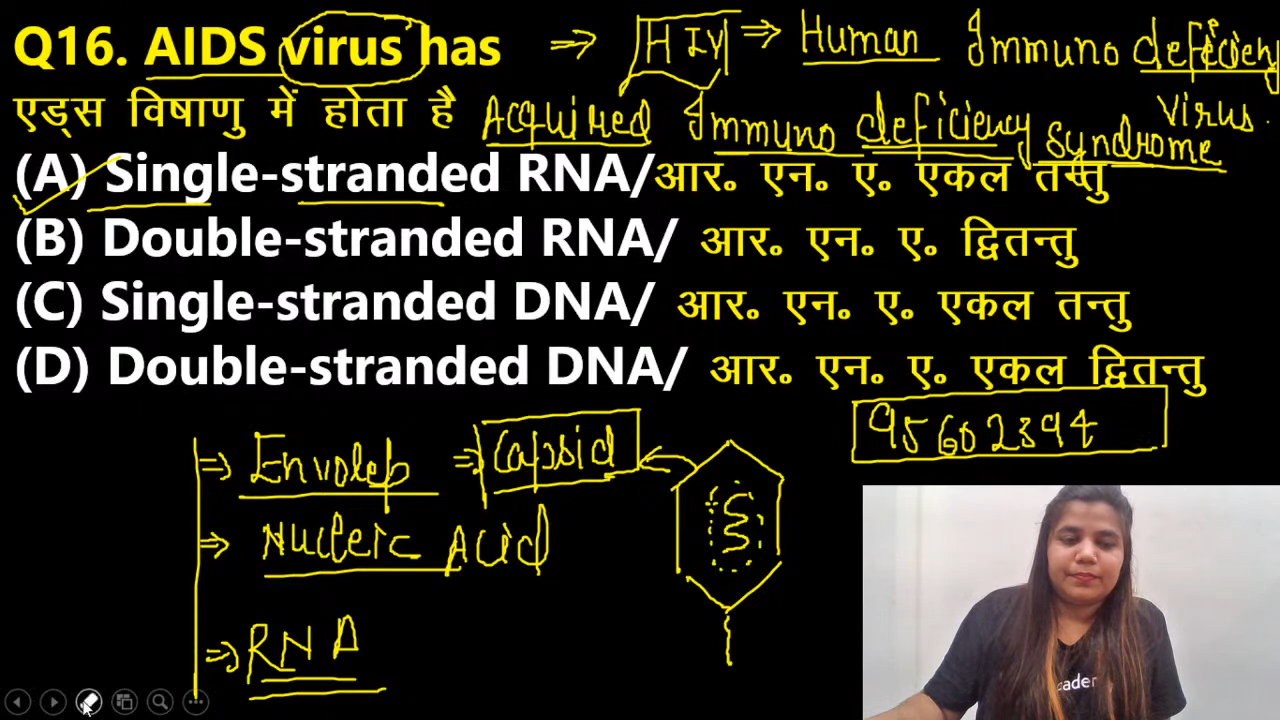 Q16. AIDS virus has ⇒ HIV ⇒ Human Immuno deficiency
एड्स विषाणु में होता है Acquired Immuno deficiency syndrome virus.
(A) Single-stranded RNA/आर. एन. ए. एकल तन्तु
(B) Double-stranded RNA/ आर. एन. ए. द्वितन्तु
(C) Single-stranded DNA/ आर. एन. ए. एकल तन्तु
(D) Double-stranded DNA/ आर. एन. ए. एकल द्वितन्तु
95602394
⇒ Envolep ⇒ Capsid
⇒ Nucleic Acid
⇒ RNA
eader